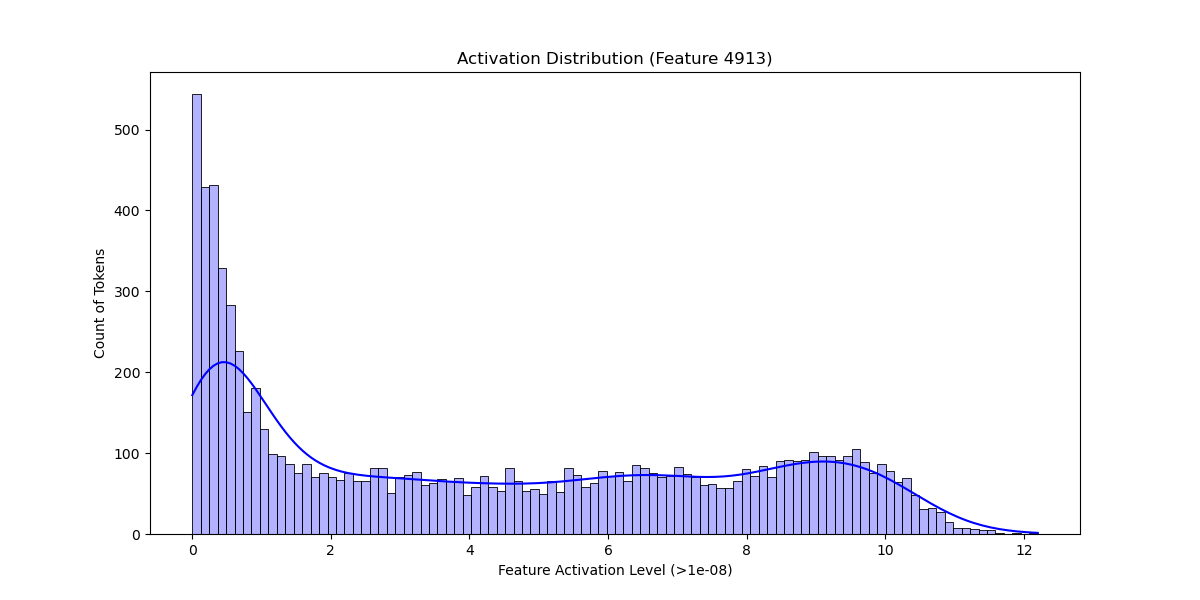 Activation Distribution (Feature 4913)
Count of Tokens
500
400
300
200
100
0
0 2 4 6 8 10 12
Feature Activation Level (>1e-08)